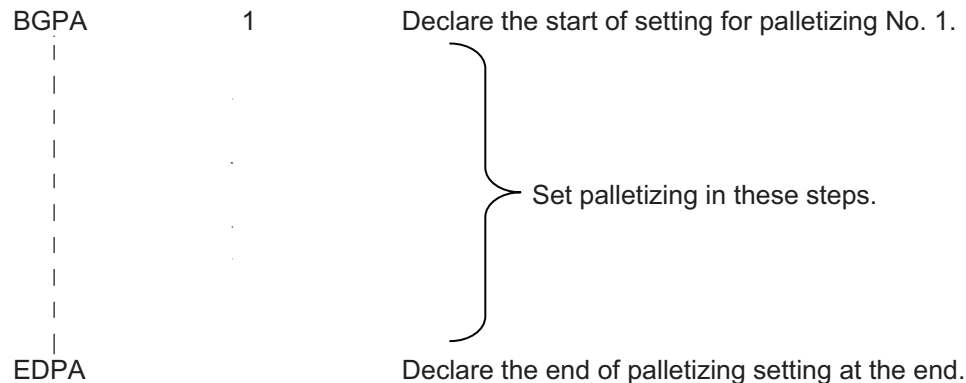 BGPA 1 Declare the start of setting for palletizing No. 1.
Set palletizing in these steps.
EDPA Declare the end of palletizing setting at the end.